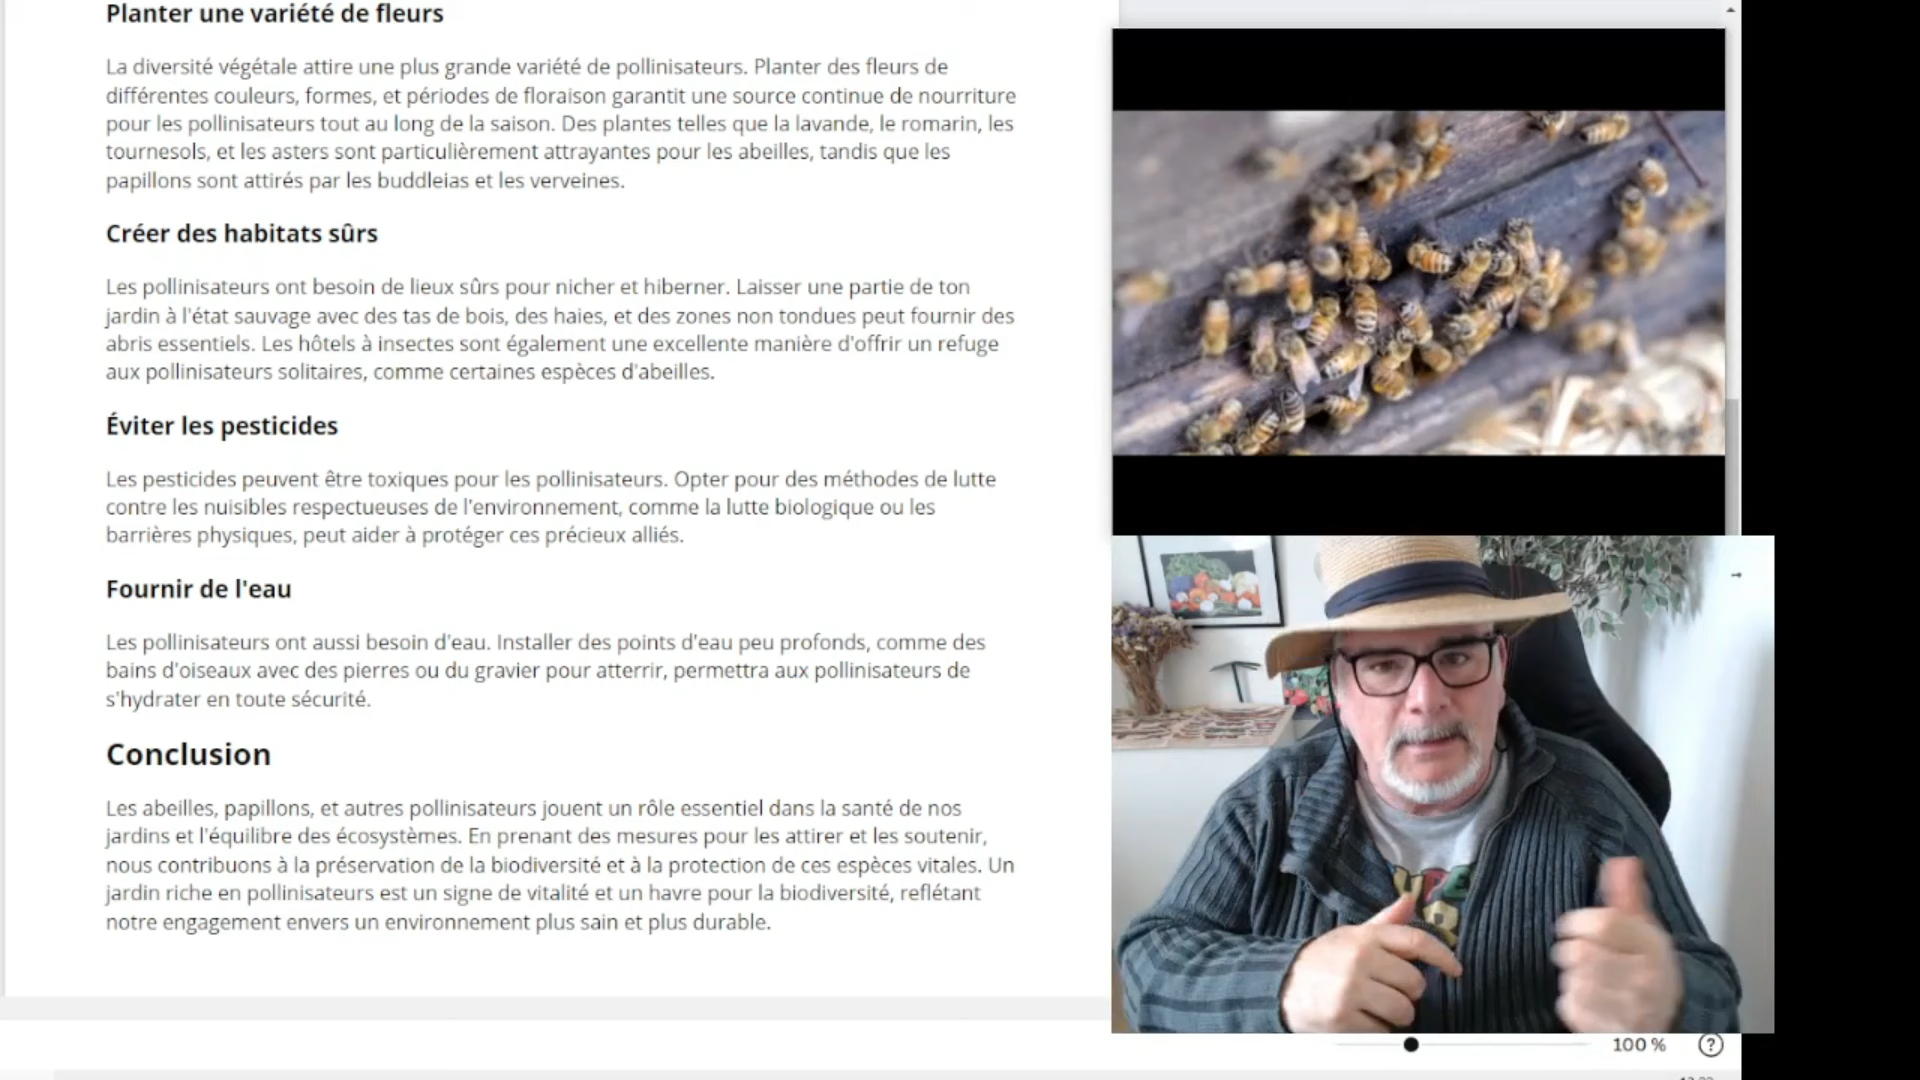 Planter une variété de fleurs
La diversité végétale attire une plus grande variété de pollinisateurs. Planter des fleurs de
différentes couleurs, formes, et périodes de floraison garantit une source continue de nourriture
pour les pollinisateurs tout au long de la saison. Des plantes telles que la lavande, le romarin, les
tournesols, et les asters sont particulièrement attrayantes pour les abeilles, tandis que les
papillons sont attirés par les buddleias et les verveines.
Créer des habitats sûrs
Les pollinisateurs ont besoin de lieux sûrs pour nicher et hiberner. Laisser une partie de ton
jardin à l'état sauvage avec des tas de bois, des haies, et des zones non tondues peut fournir des
abris essentiels. Les hôtels à insectes sont également une excellente manière d'offrir un refuge
aux pollinisateurs solitaires, comme certaines espèces d'abeilles.
Éviter les pesticides
Les pesticides peuvent être toxiques pour les pollinisateurs. Opter pour des méthodes de lutte
contre les nuisibles respectueuses de l'environnement, comme la lutte biologique ou les
barrières physiques, peut aider à protéger ces précieux alliés.
Fournir de l'eau
Les pollinisateurs ont aussi besoin d'eau. Installer des points d'eau peu profonds, comme des
bains d'oiseaux avec des pierres ou du gravier pour atterrir, permettra aux pollinisateurs de
s'hydrater en toute sécurité.
Conclusion
Les abeilles, papillons, et autres pollinisateurs jouent un rôle essentiel dans la santé de nos
jardins et l'équilibre des écosystèmes. En prenant des mesures pour les attirer et les soutenir,
nous contribuons à la préservation de la biodiversité et à la protection de ces espèces vitales. Un
jardin riche en pollinisateurs est un signe de vitalité et un havre pour la biodiversité, reflétant
notre engagement envers un environnement plus sain et plus durable.
100 %
?